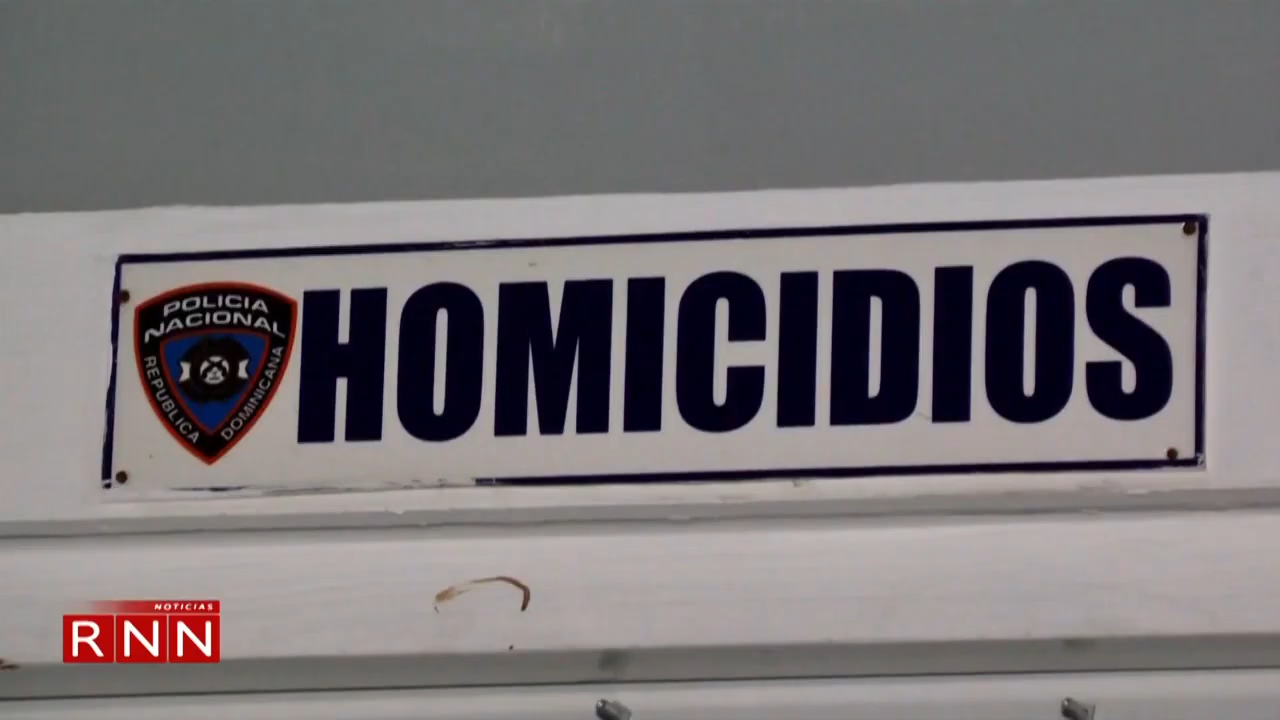 POLICIA
NACIONAL
REPUBLICA
DOMINICANA
HOMICIDIOS
NOTICIAS
RNN